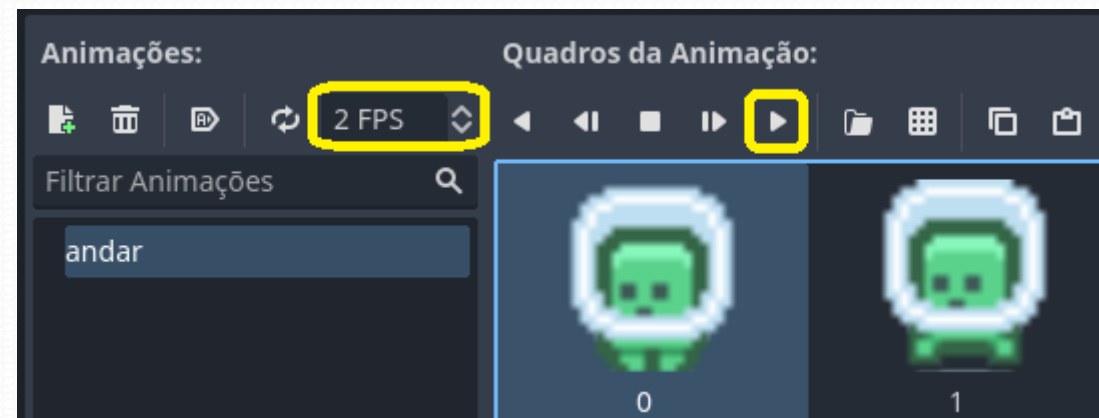 Animações:
Quadros da Animação:
2 FPS
Filtrar Animações
andar
0
1